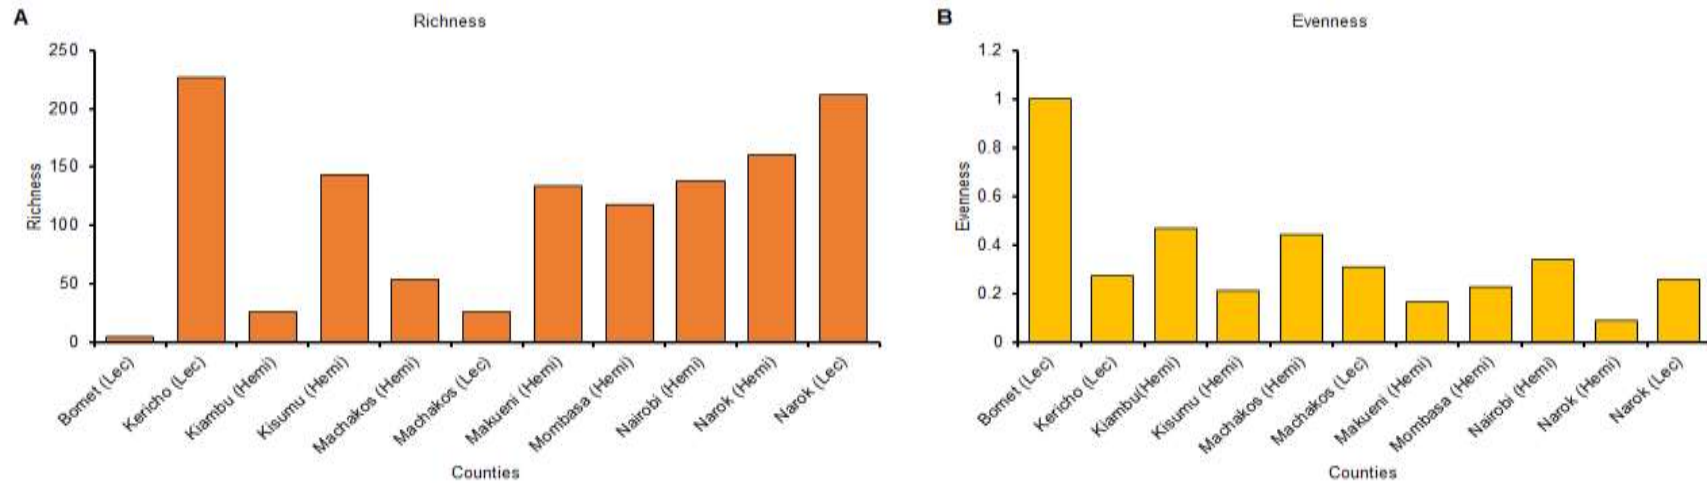 A
Richness
250
200
150
100
50
0
Richness
Bomet (Lec)
Kericho (Lec)
Kiambu (Hemi)
Kisumu (Hemi)
Machakos (Hemi)
Machakos (Lec)
Makueni (Hemi)
Mombasa (Hemi)
Nairobi (Hemi)
Narok (Hemi)
Narok (Lec)
Counties
B
Evenness
1.2
1
0.8
0.6
0.4
0.2
0
Evenness
Bomet (Lec)
Kericho (Lec)
Kiambu(Hemi)
Kisumu (Hemi)
Machakos (Hemi)
Machakos (Lec)
Makueni (Hemi)
Mombasa (Hemi)
Nairobi (Hemi)
Narok (Hemi)
Narok (Lec)
Counties